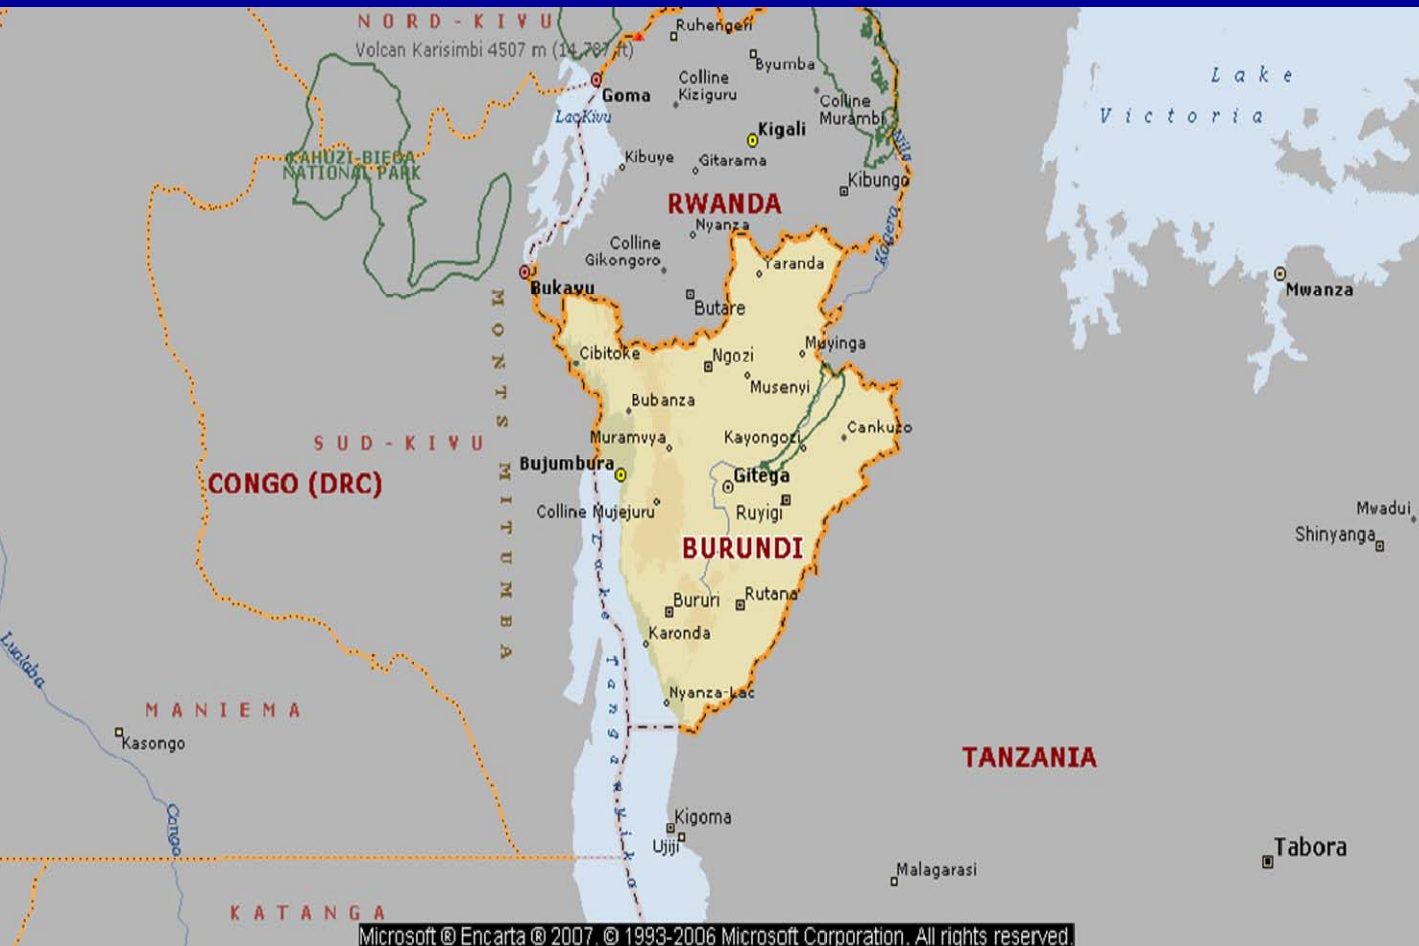 NORD-KIVU
Volcan Karisimbi 4507 m (14,787 ft)
Ruhengeri
Byumba
Lake
Victoria
Goma
Colline
Kiziguru
Colline
Murambi
Lac Kivu
Kigali
Nila
KAHUZI-BIEGA
NATIONAL PARK
Kibuye
Gitarama
Kibungo
RWANDA
Nyanza
Kagera
Colline
Gikongoro
Yaranda
Bukavu
Butare
Mwanza
MONTS MITUMBA
Cibitoke
Ngozi
Muyinga
Musenyi
Bubanza
SUD-KIVU
Muramvya
Kayongozi
Cankuzo
Bujumbura
Gitega
CONGO (DRC)
Colline Mujejuru
Ruyigi
Mwadui
Shinyanga
BURUNDI
Lake Tanganyika
Bururi
Rutana
Karonda
Lualaba
Nyanza-Lac
MANIEMA
Kasongo
TANZANIA
Congo
Kigoma
Ujiji
Tabora
Malagarasi
KATANGA
Microsoft ® Encarta ® 2007. © 1993-2006 Microsoft Corporation. All rights reserved.